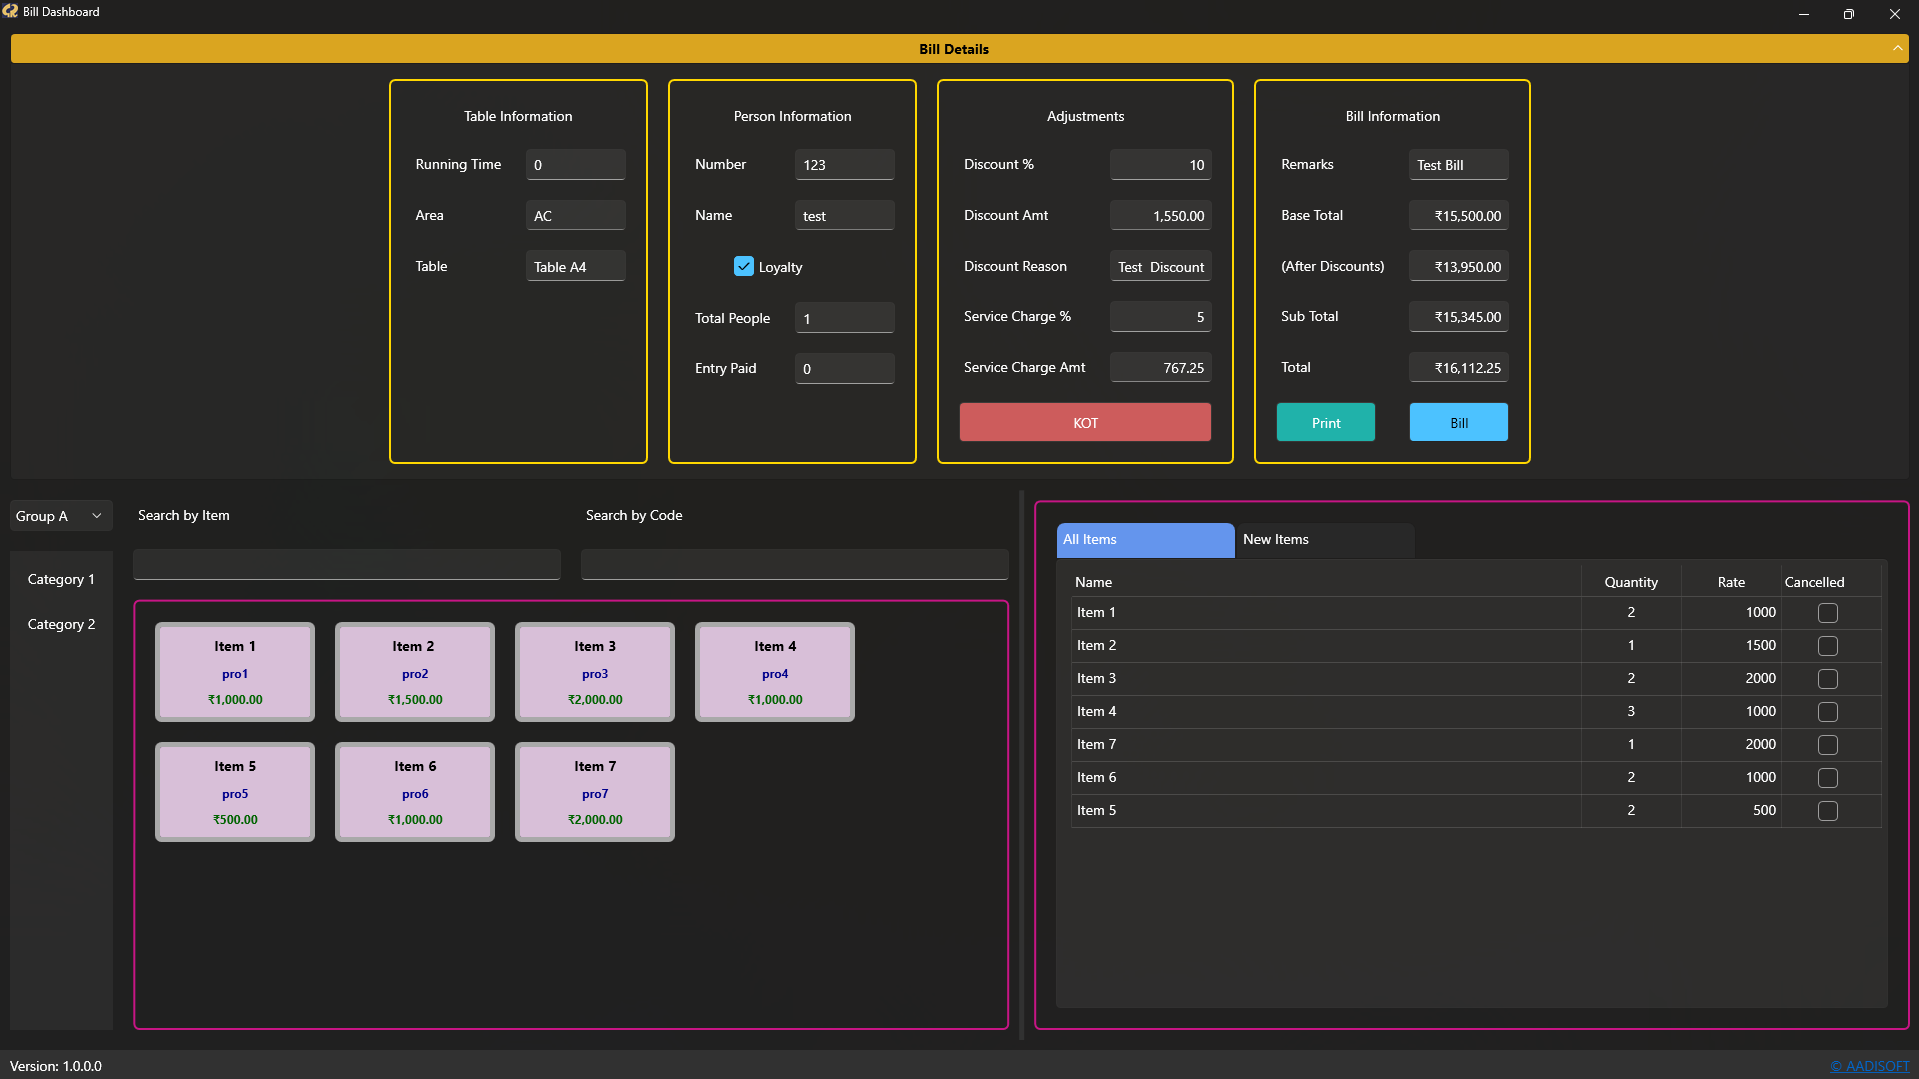 Bill Dashboard
Bill Details
Table Information
Running Time 0
Area AC
Table Table A4
Person Information
Number 123
Name test
Loyalty
Total People 1
Entry Paid 0
Adjustments
Discount % 10
Discount Amt 1,550.00
Discount Reason Test  Discount
Service Charge % 5
Service Charge Amt 767.25
KOT
Bill Information
Remarks Test Bill
Base Total ₹15,500.00
(After Discounts) ₹13,950.00
Sub Total ₹15,345.00
Total ₹16,112.25
Print Bill
Group A
Category 1
Category 2
Search by Item Search by Code
Item 1
pro1
₹1,000.00
Item 2
pro2
₹1,500.00
Item 3
pro3
₹2,000.00
Item 4
pro4
₹1,000.00
Item 5
pro5
₹500.00
Item 6
pro6
₹1,000.00
Item 7
pro7
₹2,000.00
All Items New Items
Name Quantity Rate Cancelled
Item 1 2 1000
Item 2 1 1500
Item 3 2 2000
Item 4 3 1000
Item 7 1 2000
Item 6 2 1000
Item 5 2 500
Version: 1.0.0.0
© AADISOFT